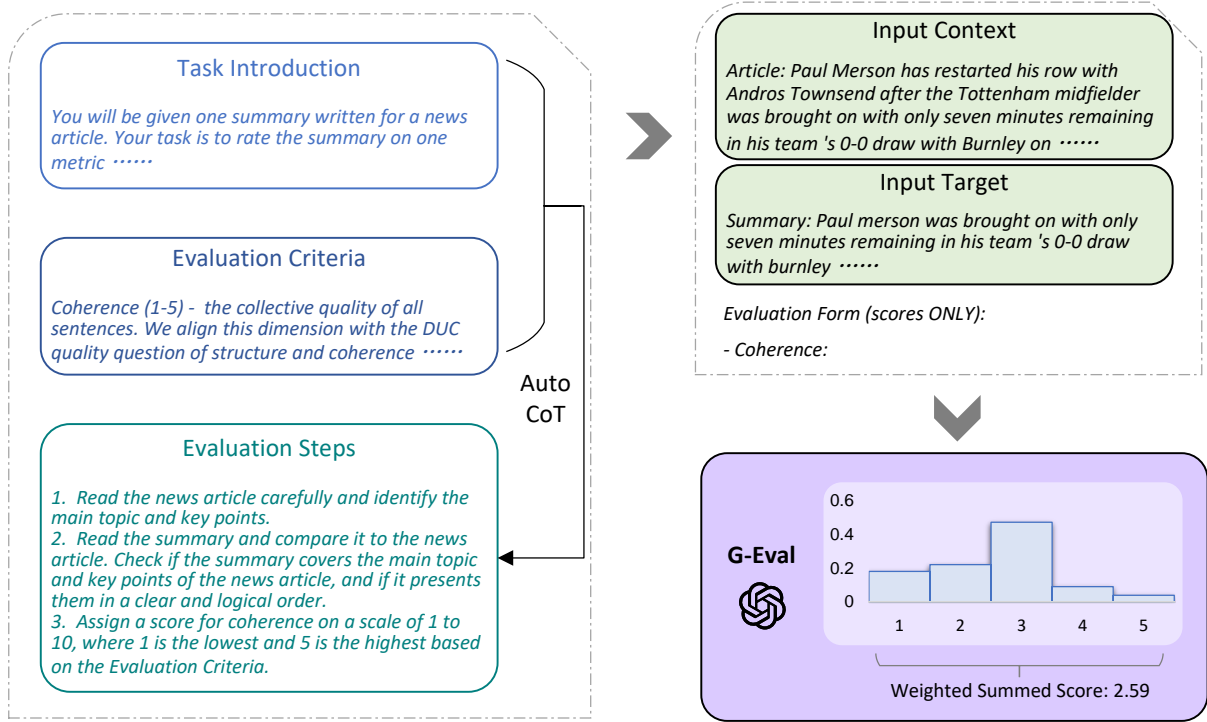 Task Introduction
You will be given one summary written for a news
article. Your task is to rate the summary on one
metric ······
Evaluation Criteria
Coherence (1-5) - the collective quality of all
sentences. We align this dimension with the DUC
quality question of structure and coherence ······
Auto
CoT
Evaluation Steps
1. Read the news article carefully and identify the
main topic and key points.
2. Read the summary and compare it to the news
article. Check if the summary covers the main topic
and key points of the news article, and if it presents
them in a clear and logical order.
3. Assign a score for coherence on a scale of 1 to
10, where 1 is the lowest and 5 is the highest based
on the Evaluation Criteria.
Input Context
Article: Paul Merson has restarted his row with
Andros Townsend after the Tottenham midfielder
was brought on with only seven minutes remaining
in his team 's 0-0 draw with Burnley on ······
Input Target
Summary: Paul merson was brought on with only
seven minutes remaining in his team 's 0-0 draw
with burnley ······
Evaluation Form (scores ONLY):
- Coherence:
G-Eval
0.6
0.4
0.2
0
1 2 3 4 5
Weighted Summed Score: 2.59